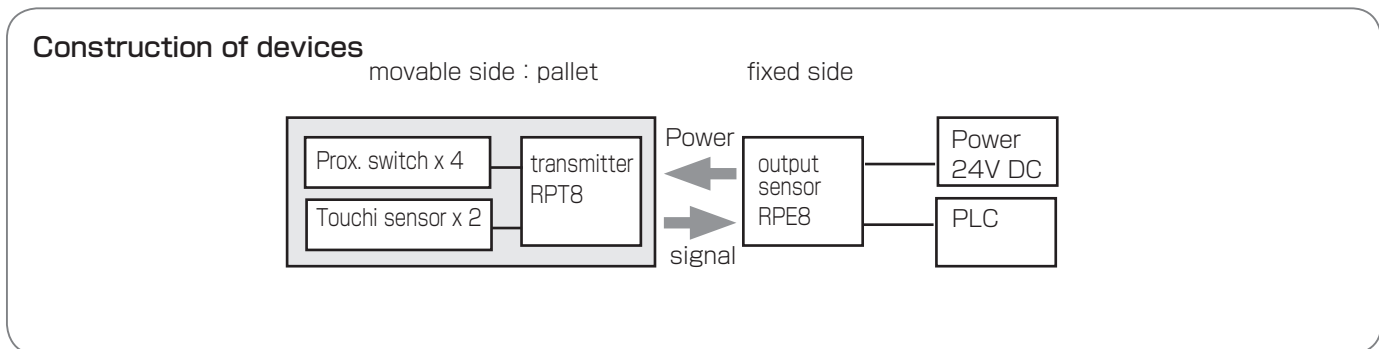 Construction of devices
movable side：pallet
fixed side
Prox. switch x 4
Touchi sensor x 2
transmitter
RPT8
Power
signal
output
sensor
RPE8
Power
24V DC
PLC